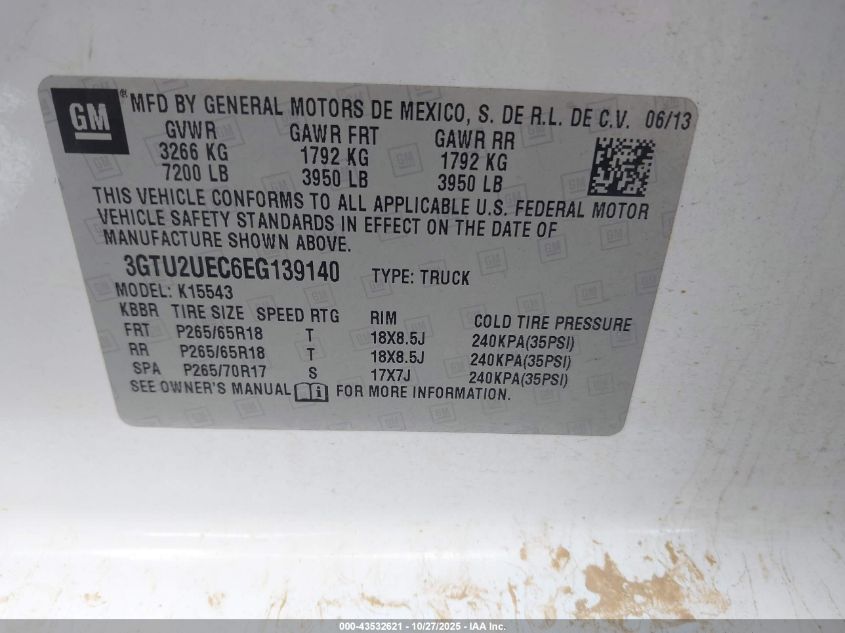 GM ® MFD BY GENERAL MOTORS DE MEXICO, S. DE R.L. DE C.V. 06/13
GVWR GAWR FRT GAWR RR
3266 KG 1792 KG 1792 KG
7200 LB 3950 LB 3950 LB
THIS VEHICLE CONFORMS TO ALL APPLICABLE U.S. FEDERAL MOTOR
VEHICLE SAFETY STANDARDS IN EFFECT ON THE DATE OF
MANUFACTURE SHOWN ABOVE.
3GTU2UEC6EG139140 TYPE: TRUCK
MODEL: K15543
KBBR TIRE SIZE SPEED RTG RIM COLD TIRE PRESSURE
FRT P265/65R18 T 18X8.5J 240KPA(35PSI)
RR P265/65R18 T 18X8.5J 240KPA(35PSI)
SPA P265/70R17 S 17X7J 240KPA(35PSI)
SEE OWNER'S MANUAL i FOR MORE INFORMATION.
000-43532621 - 10/27/2025 - IAA Inc.